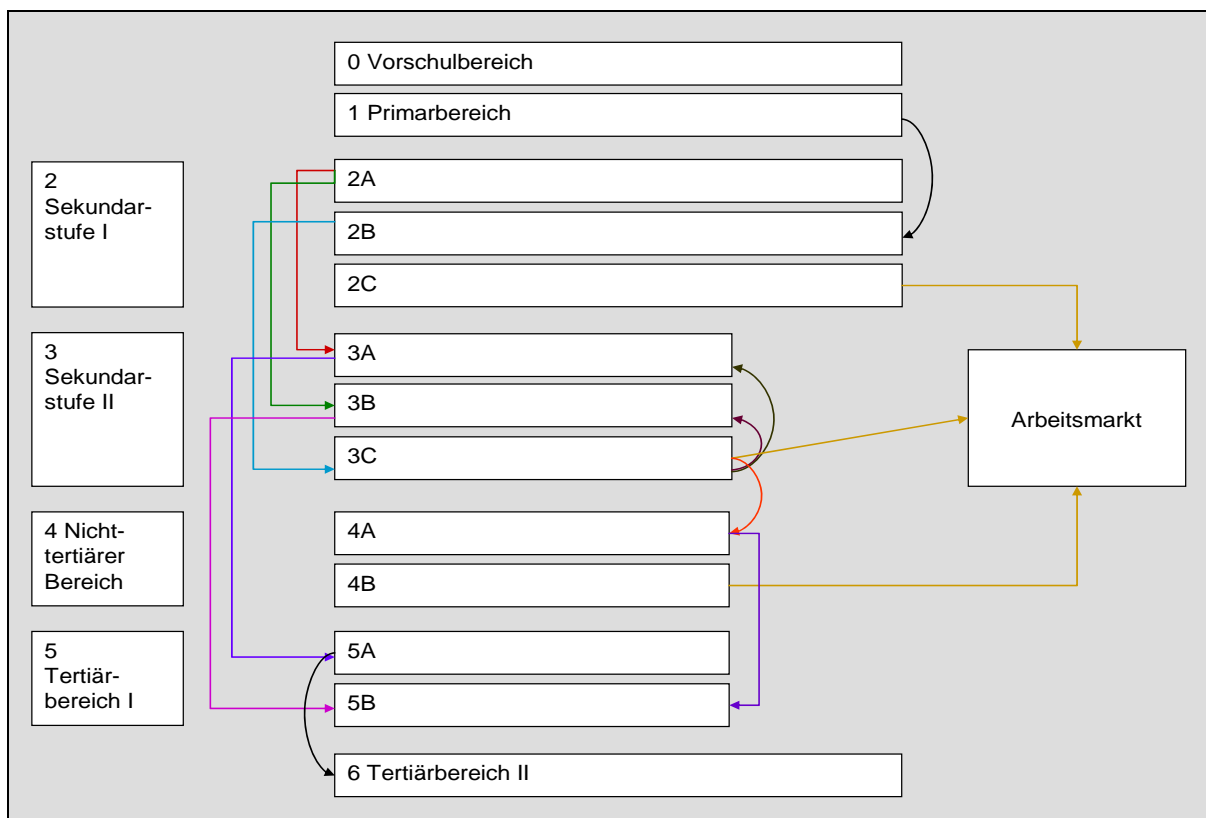 0 Vorschulbereich
1 Primarbereich
2
Sekundar-
stufe I
2A
2B
2C
3
Sekundar-
stufe II
3A
3B
3C
Arbeitsmarkt
4 Nicht-
tertiärer
Bereich
4A
4B
5
Tertiär-
bereich I
5A
5B
6 Tertiärbereich II